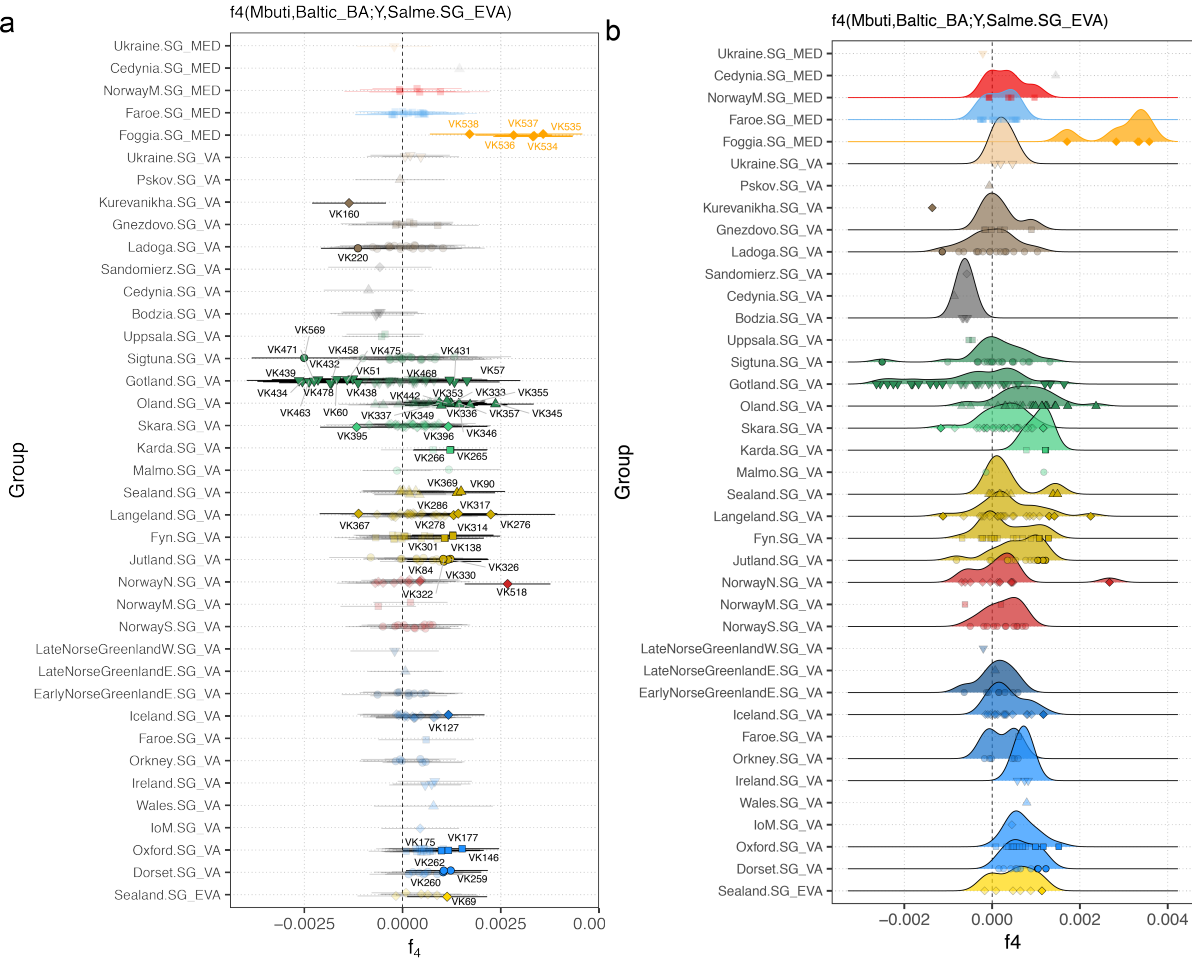 a
f4(Mbuti,Baltic_BA;Y,Salme.SG_EVA)
Group
Ukraine.SG_MED
Cedynia.SG_MED
NorwayM.SG_MED
Faroe.SG_MED
Foggia.SG_MED
VK538 VK537 VK535
VK536 VK534
Ukraine.SG_VA
Pskov.SG_VA
Kurevanikha.SG_VA
VK160
Gnezdovo.SG_VA
Ladoga.SG_VA
VK220
Sandomierz.SG_VA
Cedynia.SG_VA
Bodzia.SG_VA
Uppsala.SG_VA
VK569
Sigtuna.SG_VA
VK471 VK458 VK475 VK431
VK432
Gotland.SG_VA
VK439 VK51 VK468 VK57
VK434 VK478 VK438 VK442 VK353 VK333 VK355
Oland.SG_VA
VK463 VK60 VK337 VK349 VK336 VK357 VK345
Skara.SG_VA
VK395 VK396 VK346
Karda.SG_VA
VK266 VK265
Malmo.SG_VA
Sealand.SG_VA
VK369 VK90
Langeland.SG_VA
VK286 VK317
VK367 VK278 VK276
VK314
Fyn.SG_VA
VK301 VK138
Jutland.SG_VA
VK84 VK326
VK330
NorwayN.SG_VA
VK322 VK518
NorwayM.SG_VA
NorwayS.SG_VA
LateNorseGreenlandW.SG_VA
LateNorseGreenlandE.SG_VA
EarlyNorseGreenlandE.SG_VA
Iceland.SG_VA
VK127
Faroe.SG_VA
Orkney.SG_VA
Ireland.SG_VA
Wales.SG_VA
IoM.SG_VA
VK175 VK177
Oxford.SG_VA
VK146
VK262
Dorset.SG_VA
VK260 VK259
Sealand.SG_EVA
VK69
−0.0025 0.0000 0.0025 0.00
f4
b
f4(Mbuti,Baltic_BA;Y,Salme.SG_EVA)
Group
Ukraine.SG_MED
Cedynia.SG_MED
NorwayM.SG_MED
Faroe.SG_MED
Foggia.SG_MED
Ukraine.SG_VA
Pskov.SG_VA
Kurevanikha.SG_VA
Gnezdovo.SG_VA
Ladoga.SG_VA
Sandomierz.SG_VA
Cedynia.SG_VA
Bodzia.SG_VA
Uppsala.SG_VA
Sigtuna.SG_VA
Gotland.SG_VA
Oland.SG_VA
Skara.SG_VA
Karda.SG_VA
Malmo.SG_VA
Sealand.SG_VA
Langeland.SG_VA
Fyn.SG_VA
Jutland.SG_VA
NorwayN.SG_VA
NorwayM.SG_VA
NorwayS.SG_VA
LateNorseGreenlandW.SG_VA
LateNorseGreenlandE.SG_VA
EarlyNorseGreenlandE.SG_VA
Iceland.SG_VA
Faroe.SG_VA
Orkney.SG_VA
Ireland.SG_VA
Wales.SG_VA
IoM.SG_VA
Oxford.SG_VA
Dorset.SG_VA
Sealand.SG_EVA
−0.002 0.000 0.002 0.004
f4